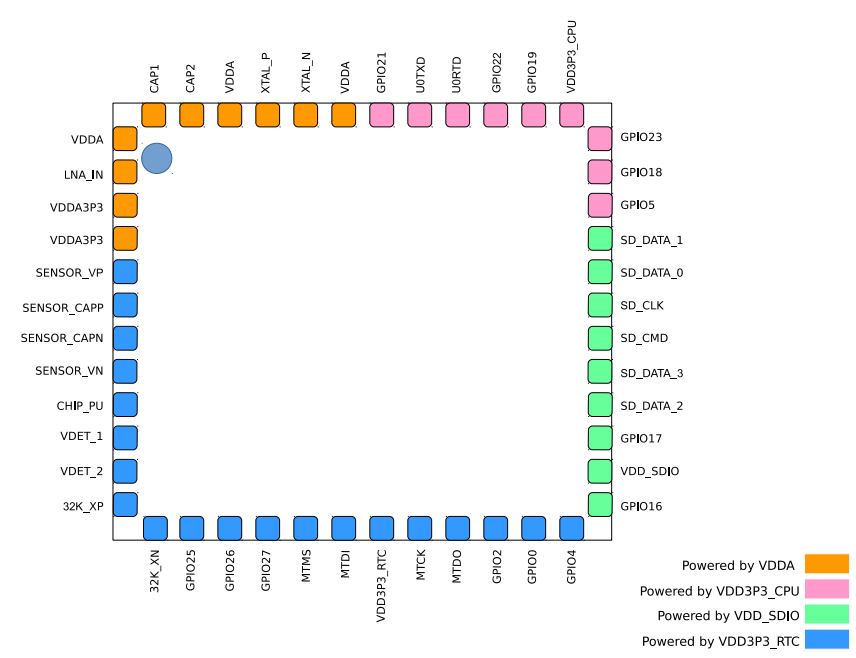 CAP1
CAP2
VDDA
XTAL_P
XTAL_N
VDDA
GPIO21
U0TXD
U0RTD
GPIO22
GPIO19
VDD3P3_CPU
VDDA
LNA_IN
VDDA3P3
VDDA3P3
SENSOR_VP
SENSOR_CAPP
SENSOR_CAPN
SENSOR_VN
CHIP_PU
VDET_1
VDET_2
32K_XP
GPIO23
GPIO18
GPIO5
SD_DATA_1
SD_DATA_0
SD_CLK
SD_CMD
SD_DATA_3
SD_DATA_2
GPIO17
VDD_SDIO
GPIO16
32K_XN
GPIO25
GPIO26
GPIO27
MTMS
MTDI
VDD3P3_RTC
MTCK
MTDO
GPIO2
GPIO0
GPIO4
Powered by VDDA
Powered by VDD3P3_CPU
Powered by VDD_SDIO
Powered by VDD3P3_RTC